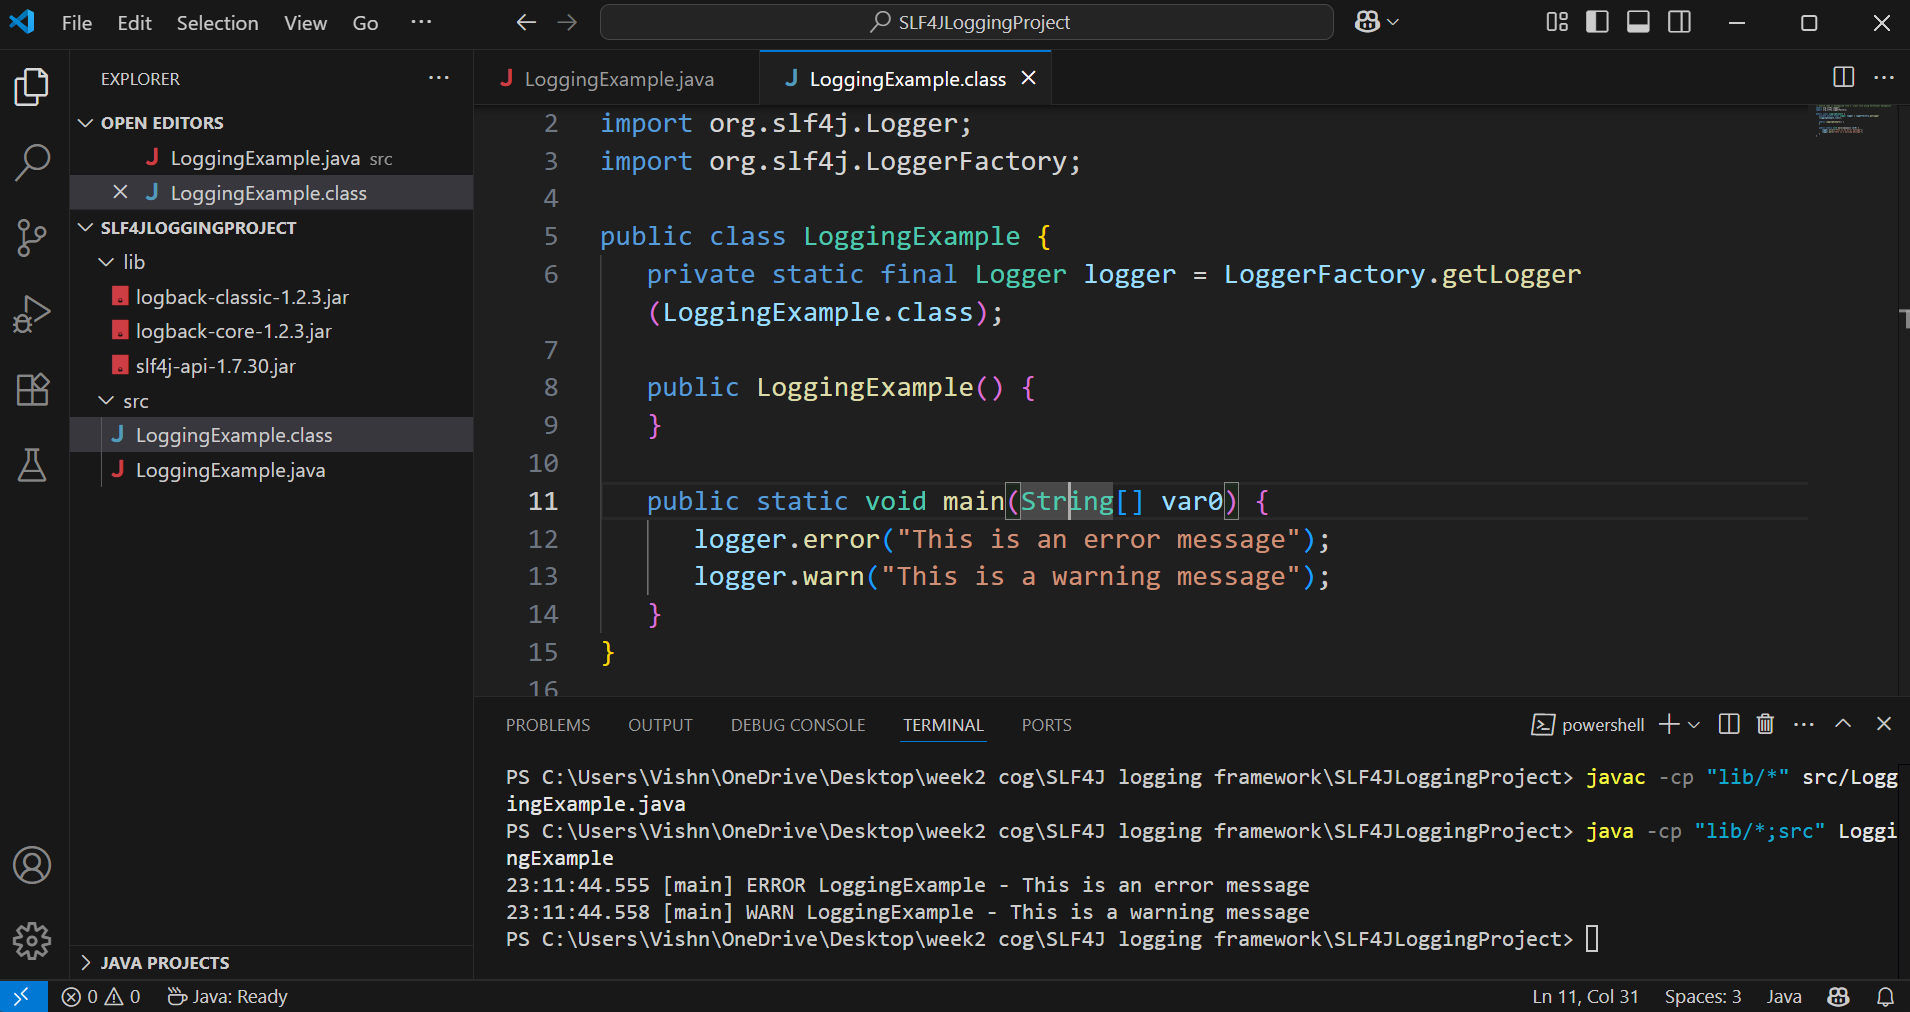 File Edit Selection View Go ··· SLF4JLoggingProject
EXPLORER ···
OPEN EDITORS
J LoggingExample.java src
J LoggingExample.class
SLF4JLOGGINGPROJECT
lib
logback-classic-1.2.3.jar
logback-core-1.2.3.jar
slf4j-api-1.7.30.jar
src
J LoggingExample.class
J LoggingExample.java
JAVA PROJECTS
J LoggingExample.java J LoggingExample.class
2 import org.slf4j.Logger;
3 import org.slf4j.LoggerFactory;
4
5 public class LoggingExample {
6 private static final Logger logger = LoggerFactory.getLogger
(LoggingExample.class);
7
8 public LoggingExample() {
9 }
10
11 public static void main(String[] var0) {
12 logger.error("This is an error message");
13 logger.warn("This is a warning message");
14 }
15 }
16
PROBLEMS OUTPUT DEBUG CONSOLE TERMINAL PORTS powershell
PS C:\Users\Vishn\OneDrive\Desktop\week2 cog\SLF4J logging framework\SLF4JLoggingProject> javac -cp "lib/*" src/Logg
ingExample.java
PS C:\Users\Vishn\OneDrive\Desktop\week2 cog\SLF4J logging framework\SLF4JLoggingProject> java -cp "lib/*;src" Loggi
ngExample
23:11:44.555 [main] ERROR LoggingExample - This is an error message
23:11:44.558 [main] WARN LoggingExample - This is a warning message
PS C:\Users\Vishn\OneDrive\Desktop\week2 cog\SLF4J logging framework\SLF4JLoggingProject>
0 0 Java: Ready Ln 11, Col 31 Spaces: 3 Java